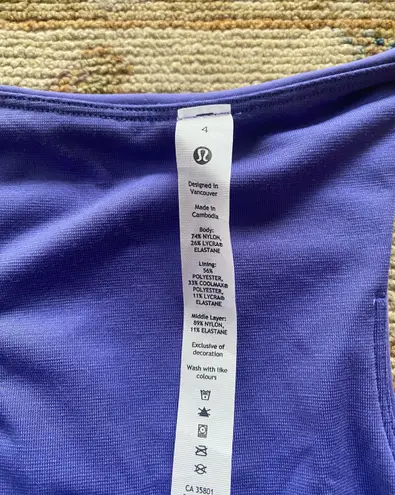 4
Designed in
Vancouver
Made in
Cambodia
Body:
74% NYLON,
26% LYCRA®
ELASTANE
Lining:
56%
POLYESTER,
33% COOLMAX®
POLYESTER,
11% LYCRA®
ELASTANE
Middle Layer:
89% NYLON,
11% ELASTANE
Exclusive of
decoration
Wash with like
colours
CA 35801